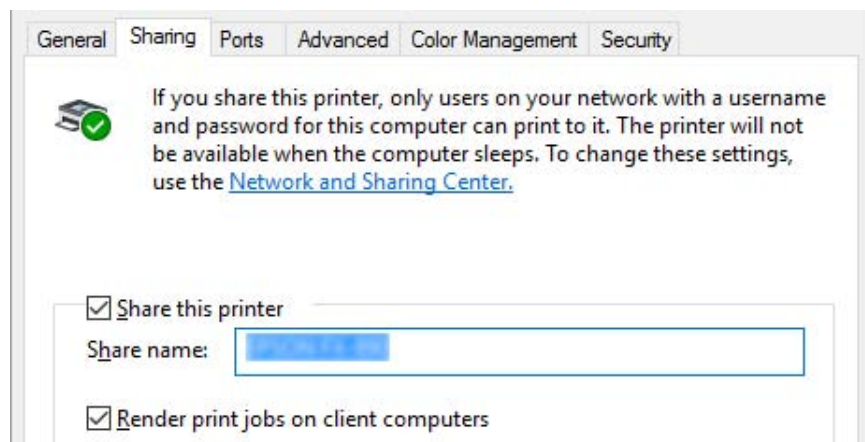 General Sharing Ports Advanced Color Management Security
If you share this printer, only users on your network with a username
and password for this computer can print to it. The printer will not
be available when the computer sleeps. To change these settings,
use the Network and Sharing Center.
Share this printer
Share name:
Render print jobs on client computers